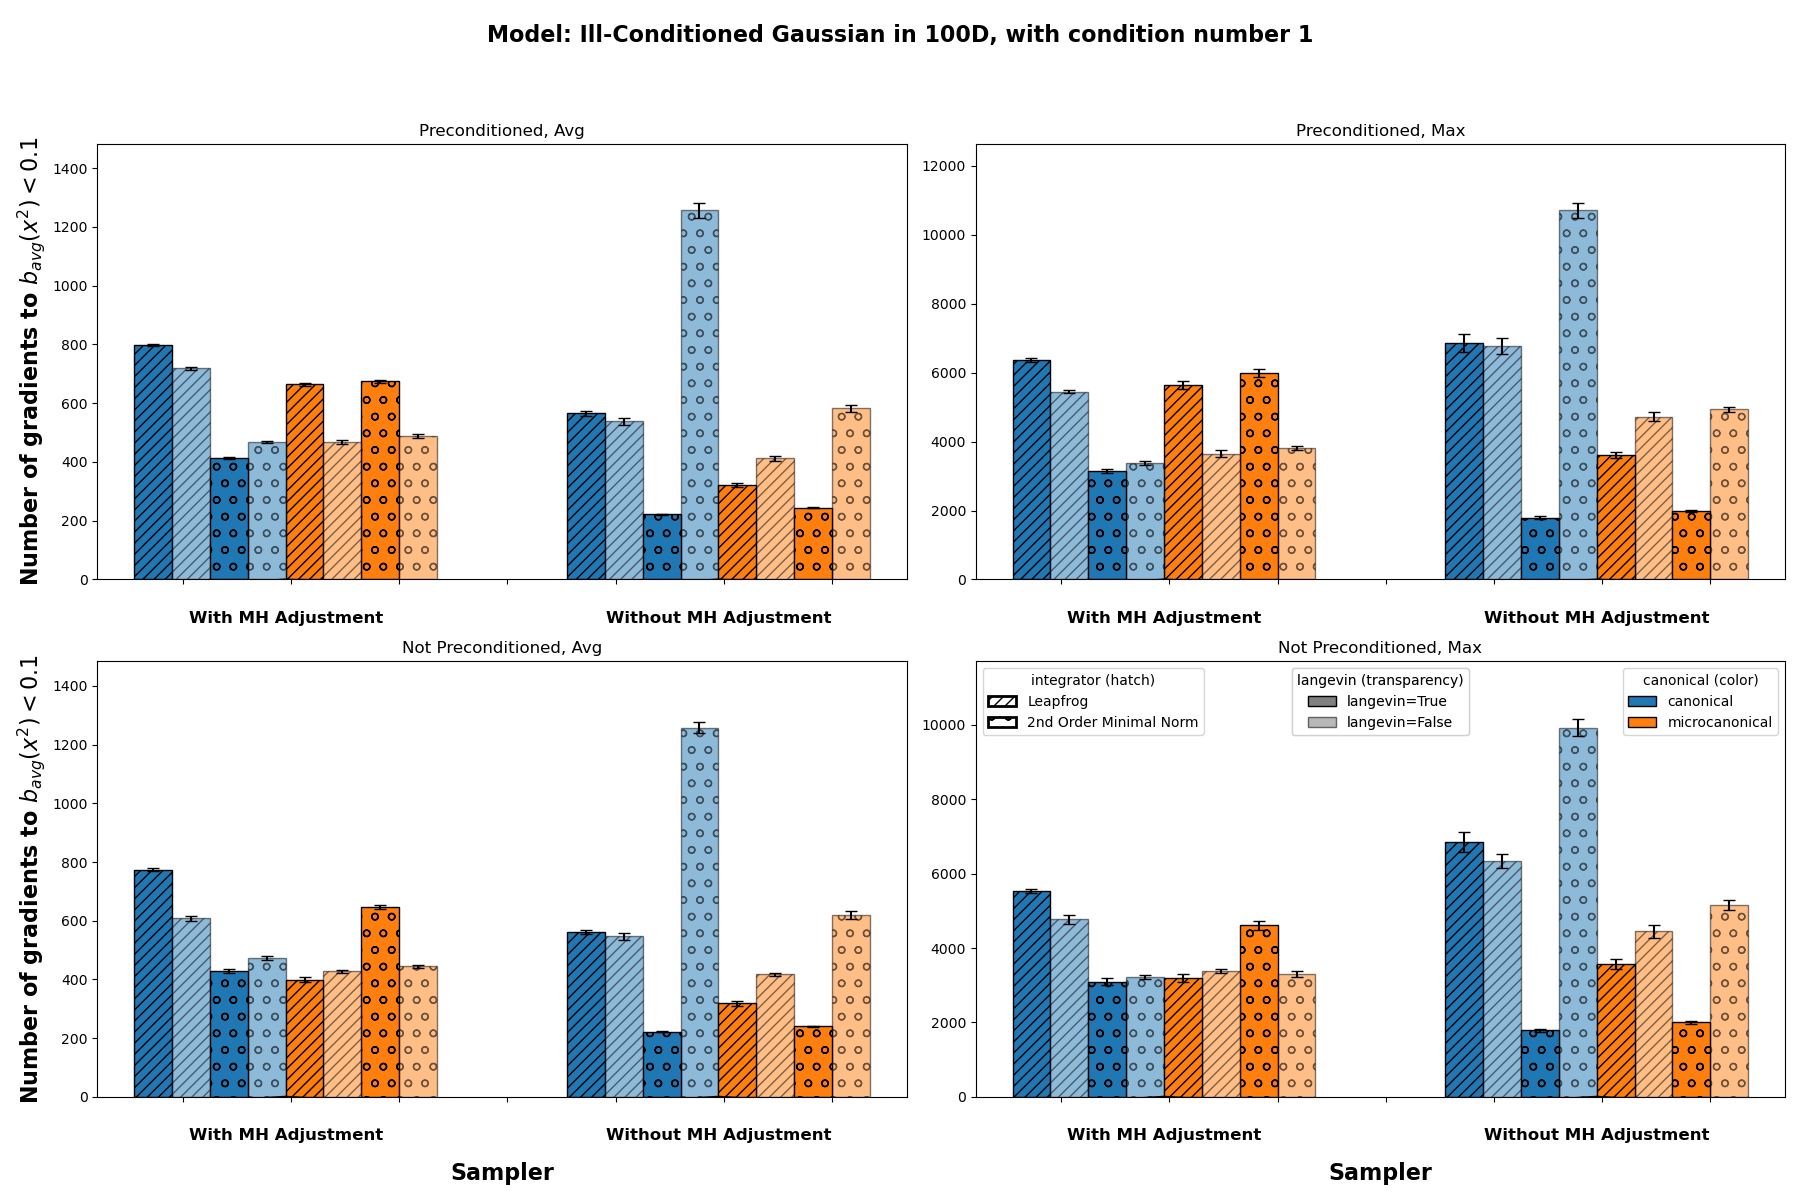 Model: Ill-Conditioned Gaussian in 100D, with condition number 1
Preconditioned, Avg
Number of gradients to $b_{avg}(x^2) < 0.1$
1400
1200
1000
800
600
400
200
0
With MH Adjustment
Without MH Adjustment
Preconditioned, Max
12000
10000
8000
6000
4000
2000
0
With MH Adjustment
Without MH Adjustment
Not Preconditioned, Avg
Number of gradients to $b_{avg}(x^2) < 0.1$
1400
1200
1000
800
600
400
200
0
With MH Adjustment
Without MH Adjustment
Sampler
Not Preconditioned, Max
integrator (hatch)
Leapfrog
2nd Order Minimal Norm
langevin (transparency)
langevin=True
langevin=False
canonical (color)
canonical
microcanonical
10000
8000
6000
4000
2000
0
With MH Adjustment
Without MH Adjustment
Sampler